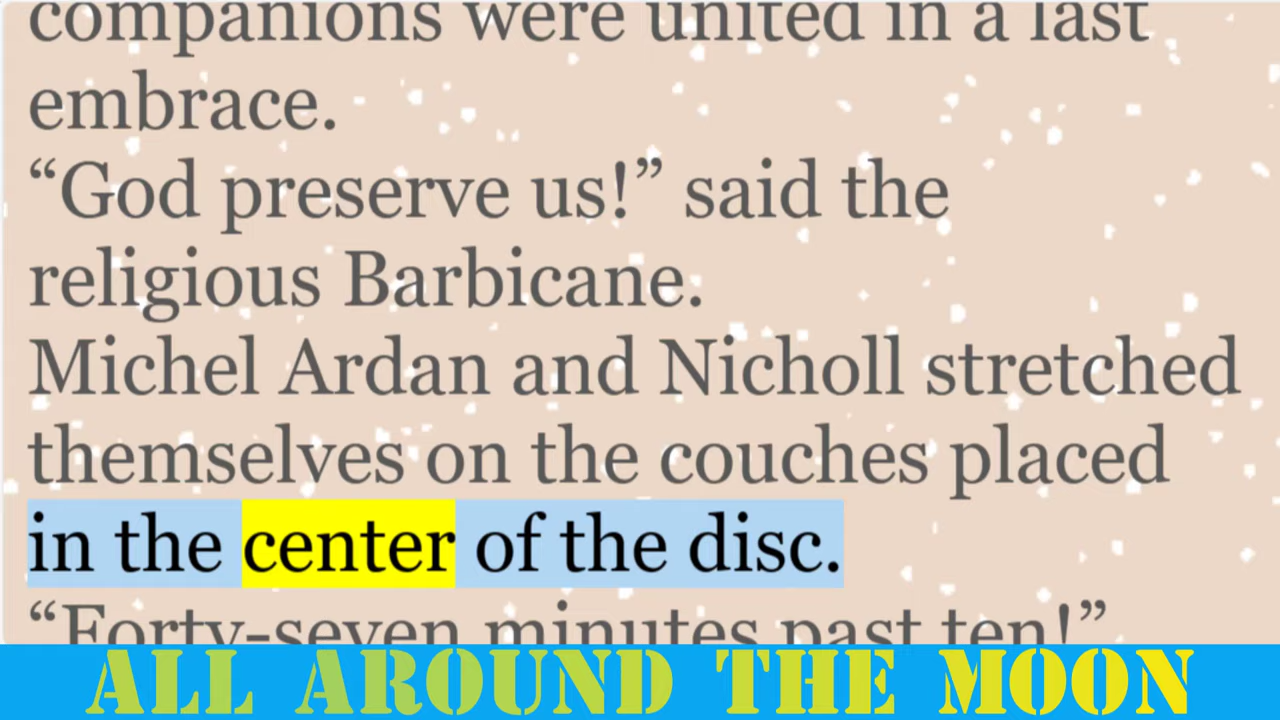 companions were united in a last
embrace.
“God preserve us!” said the
religious Barbicane.
Michel Ardan and Nicholl stretched
themselves on the couches placed
in the center of the disc.
“Forty-seven minutes past ten!”
ALL AROUND THE MOON